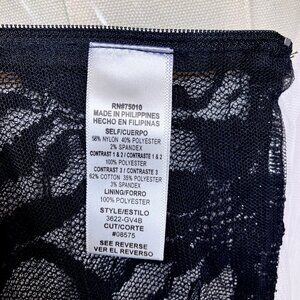 RN#75010
MADE IN PHILIPPINES
HECHO EN FILIPINAS
SELF/CUERPO
58% NYLON 40% POLYESTER
2% SPANDEX
CONTRAST 1 & 2 / CONTRASTE 1 & 2
100% POLYESTER
CONTRAST 3 / CONTRASTE 3
62% COTTON 35% POLYESTER
3% SPANDEX
LINING/FORRO
100% POLYESTER
STYLE/ESTILO
3622-GV4B
CUT/CORTE
#08575
SEE REVERSE
VER EL REVERSO